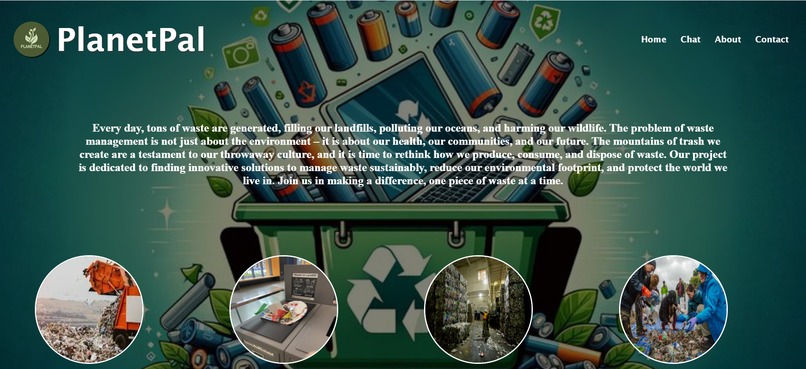 PLANETPAL
PlanetPal
Home Chat About Contact
Every day, tons of waste are generated, filling our landfills, polluting our oceans, and harming our wildlife. The problem of waste
management is not just about the environment – it is about our health, our communities, and our future. The mountains of trash we
create are a testament to our throwaway culture, and it is time to rethink how we produce, consume, and dispose of waste. Our project
is dedicated to finding innovative solutions to manage waste sustainably, reduce our environmental footprint, and protect the world we
live in. Join us in making a difference, one piece of waste at a time.